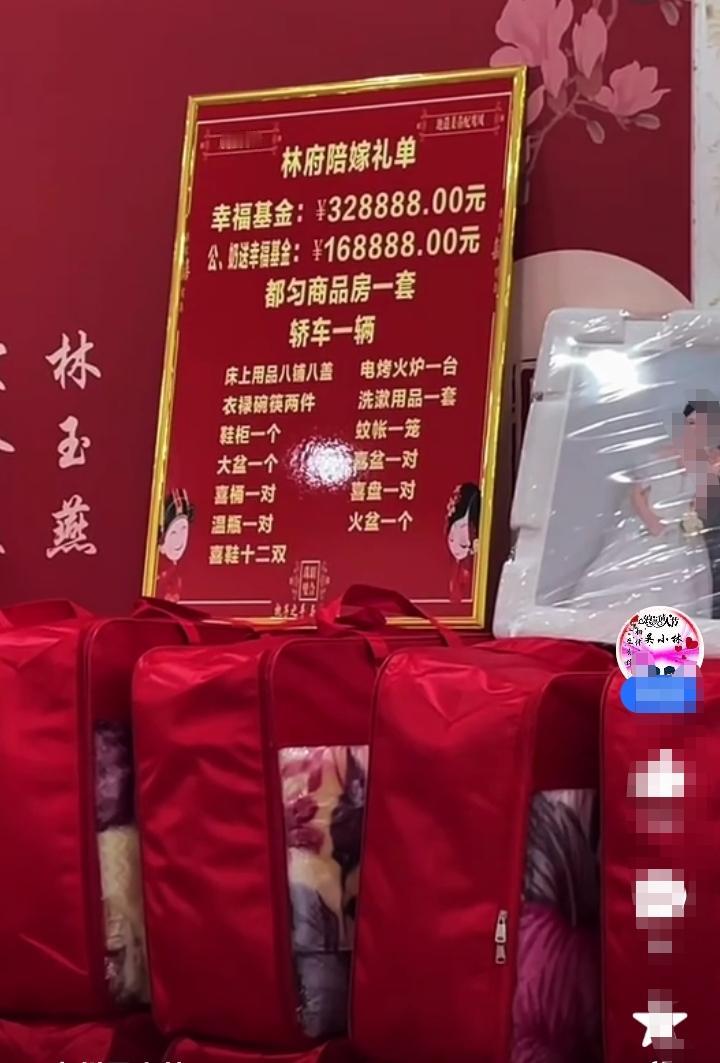 林府陪嫁礼单
幸福基金：¥328888.00元
公、奶送幸福基金：¥168888.00元
都匀商品房一套
轿车一辆
床上用品八铺八盖 电烤火炉一台
衣禄碗筷两件 洗漱用品一套
鞋柜一个 蚊帐一笼
大盆一个 喜盆一对
喜桶一对 喜盘一对
温瓶一对 火盆一个
喜鞋十二双
林玉燕
吴小林